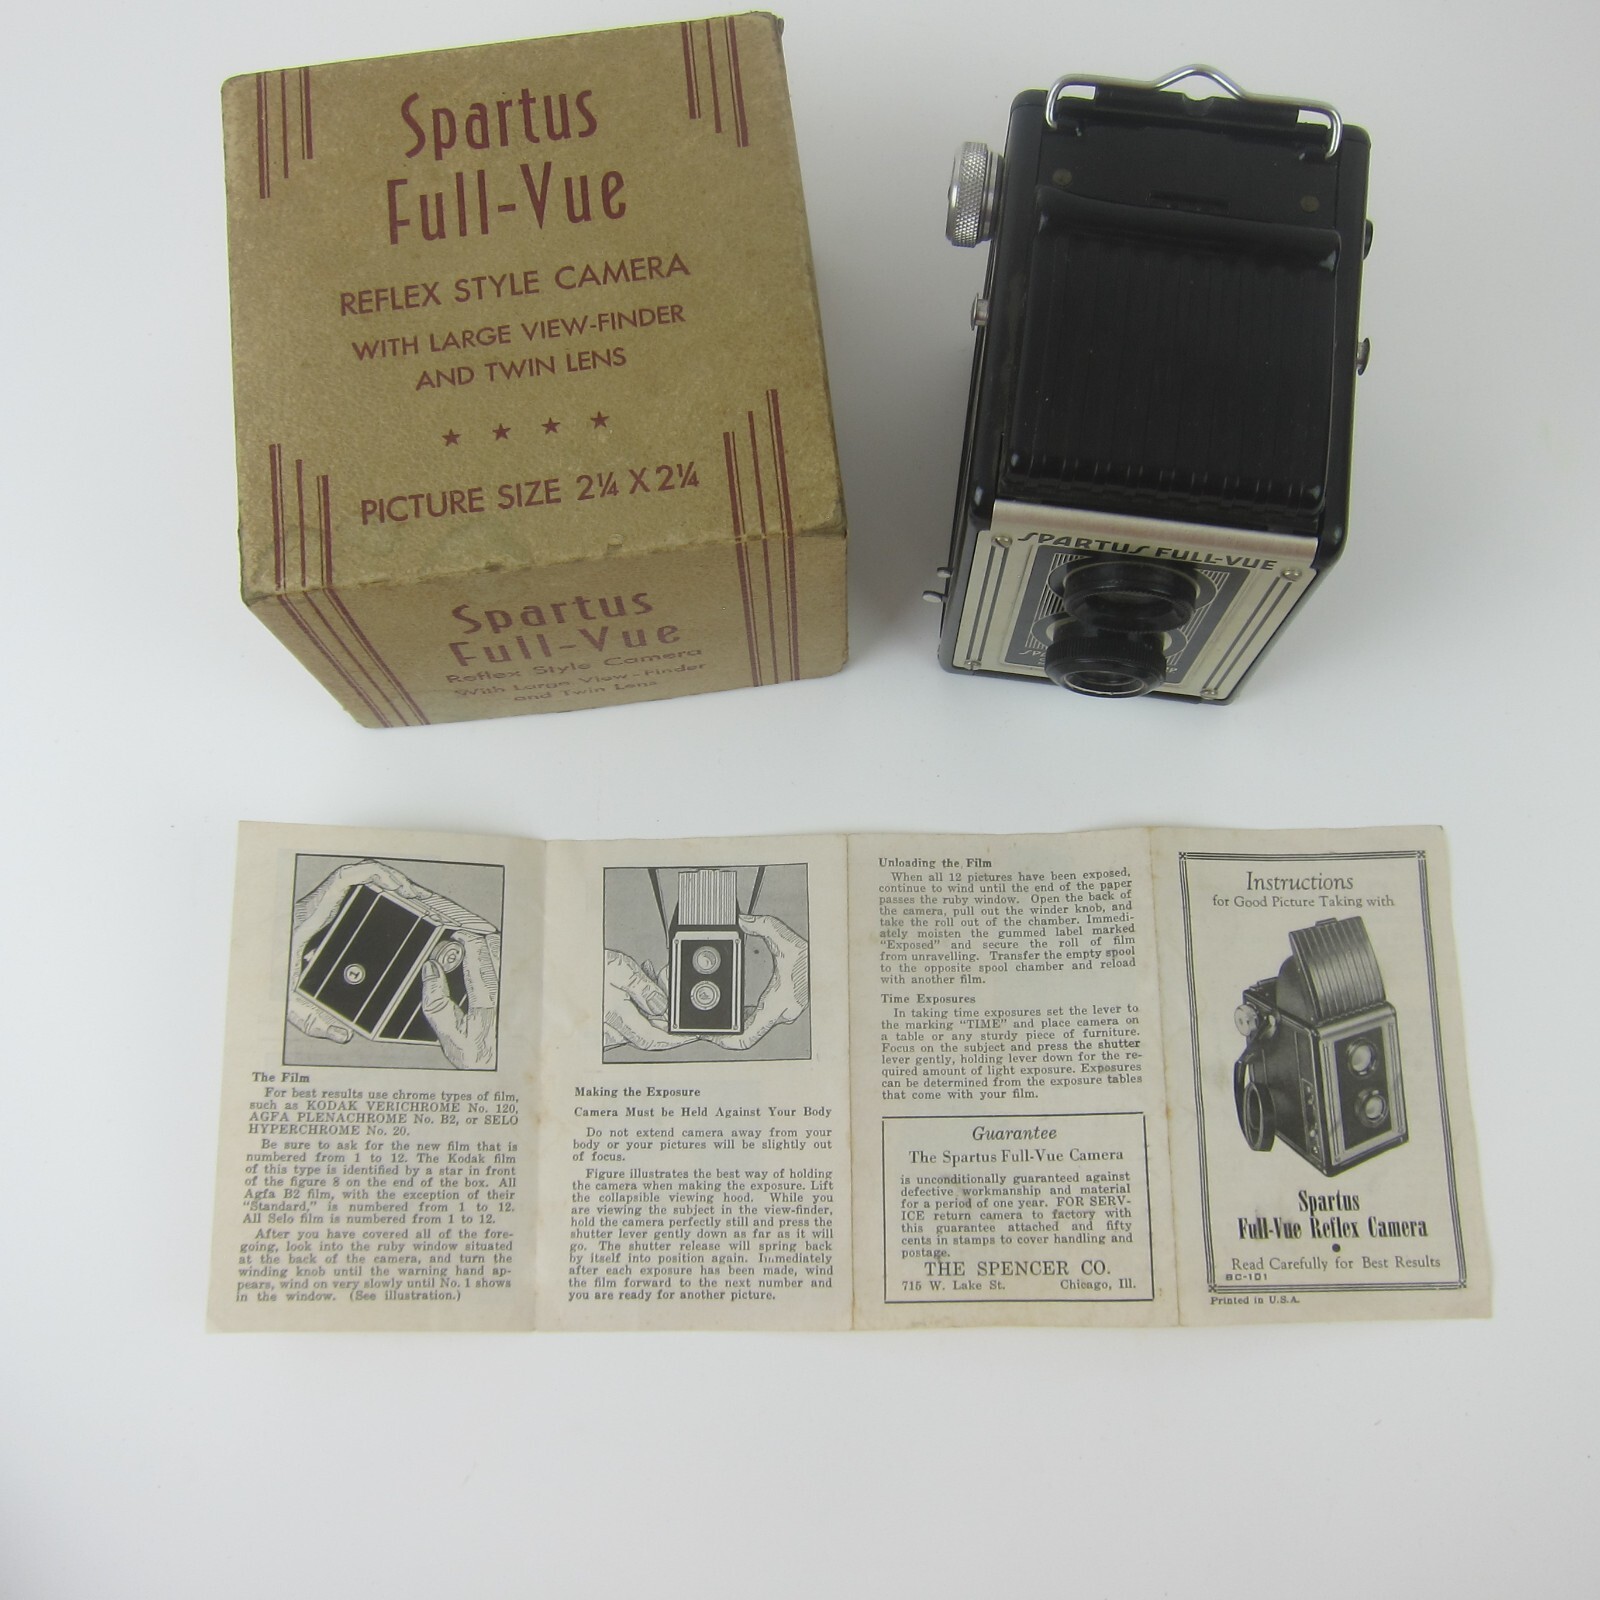 Spartus
Full-Vue
REFLEX STYLE CAMERA
WITH LARGE VIEW-FINDER
AND TWIN LENS
★ ★ ★ ★
PICTURE SIZE 2¼ X 2¼
Spartus
Full-Vue
Reflex Style Camera
With Large View-Finder
and Twin Lens
SPARTUS FULL-VUE
The Film
For best results use chrome types of film,
such as KODAK VERICHROME No. 120,
AGFA PLENACHROME No. B2, or SELO
HYPERCHROME No. 20.
Be sure to ask for the new film that is
numbered from 1 to 12. The Kodak film
of this type is identified by a star in front
of the figure 8 on the end of the box. All
Agfa B2 film, with the exception of their
"Standard," is numbered from 1 to 12.
All Selo film is numbered from 1 to 12.
After you have covered all of the fore-
going, look into the ruby window situated
at the back of the camera, and turn the
winding knob until the warning hand ap-
pears, wind on very slowly until No. 1 shows
in the window. (See illustration.)
Making the Exposure
Camera Must be Held Against Your Body
Do not extend camera away from your
body or your pictures will be slightly out
of focus.
Figure illustrates the best way of holding
the camera when making the exposure. Lift
the collapsible viewing hood. While you
are viewing the subject in the view-finder,
hold the camera perfectly still and press the
shutter lever gently down as far as it will
go. The shutter release will spring back
by itself into position again. Immediately
after each exposure has been made, wind
the film forward to the next number and
you are ready for another picture.
Unloading the Film
When all 12 pictures have been exposed,
continue to wind until the end of the paper
passes the ruby window. Open the back of
the camera, pull out the winder knob, and
take the roll out of the chamber. Immedi-
ately moisten the gummed label marked
"Exposed" and secure the roll of film
from unravelling. Transfer the empty spool
to the opposite spool chamber and reload
with another film.
Time Exposures
In taking time exposures set the lever to
the marking "TIME" and place camera on
a table or any sturdy piece of furniture.
Focus on the subject and press the shutter
lever gently, holding lever down for the re-
quired amount of light exposure. Exposures
can be determined from the exposure tables
that come with your film.
Guarantee
The Spartus Full-Vue Camera
is unconditionally guaranteed against
defective workmanship and material
for a period of one year. FOR SERV-
ICE return camera to factory with
this guarantee attached and fifty
cents in stamps to cover handling and
postage.
THE SPENCER CO.
715 W. Lake St. Chicago, Ill.
Instructions
for Good Picture Taking with
Spartus
Full-Vue Reflex Camera
Read Carefully for Best Results
BC-101
Printed in U.S.A.